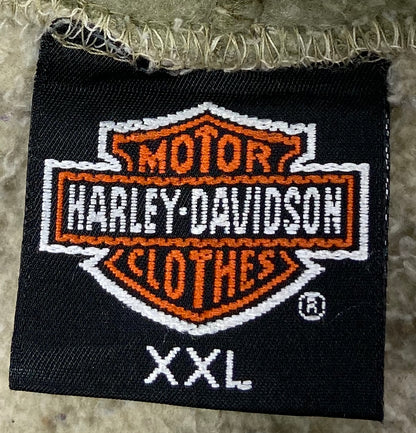 MOTOR
HARLEY-DAVIDSON
CLOTHES
®
XXL